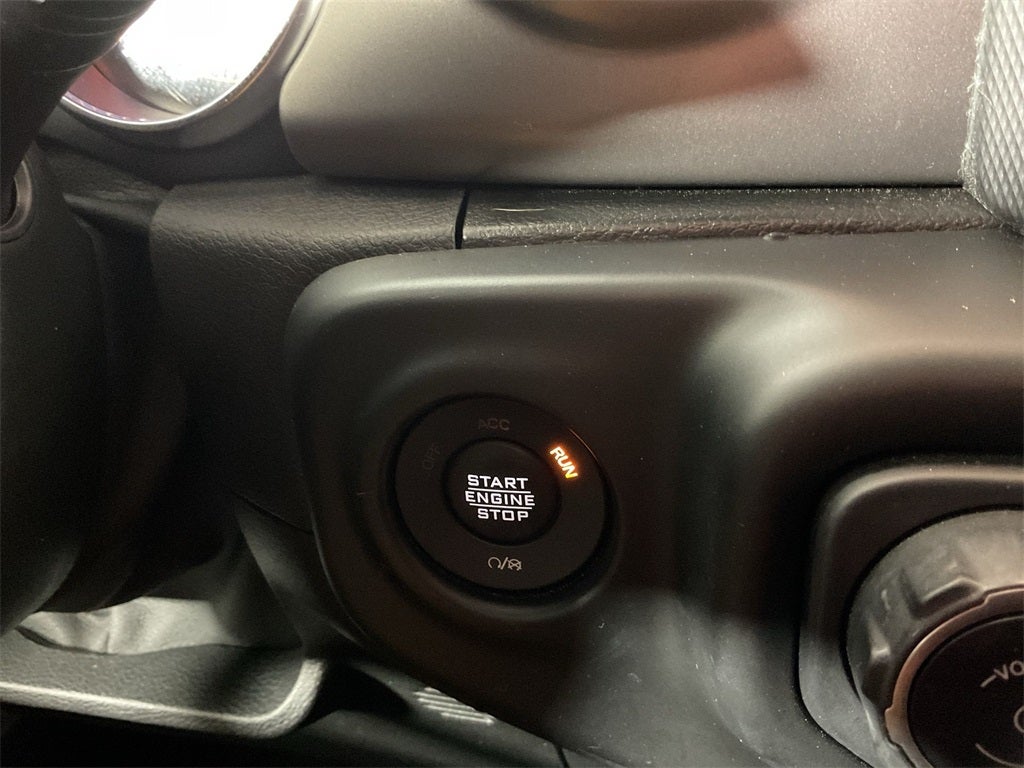 ACC
OFF
RUN
START
ENGINE
STOP